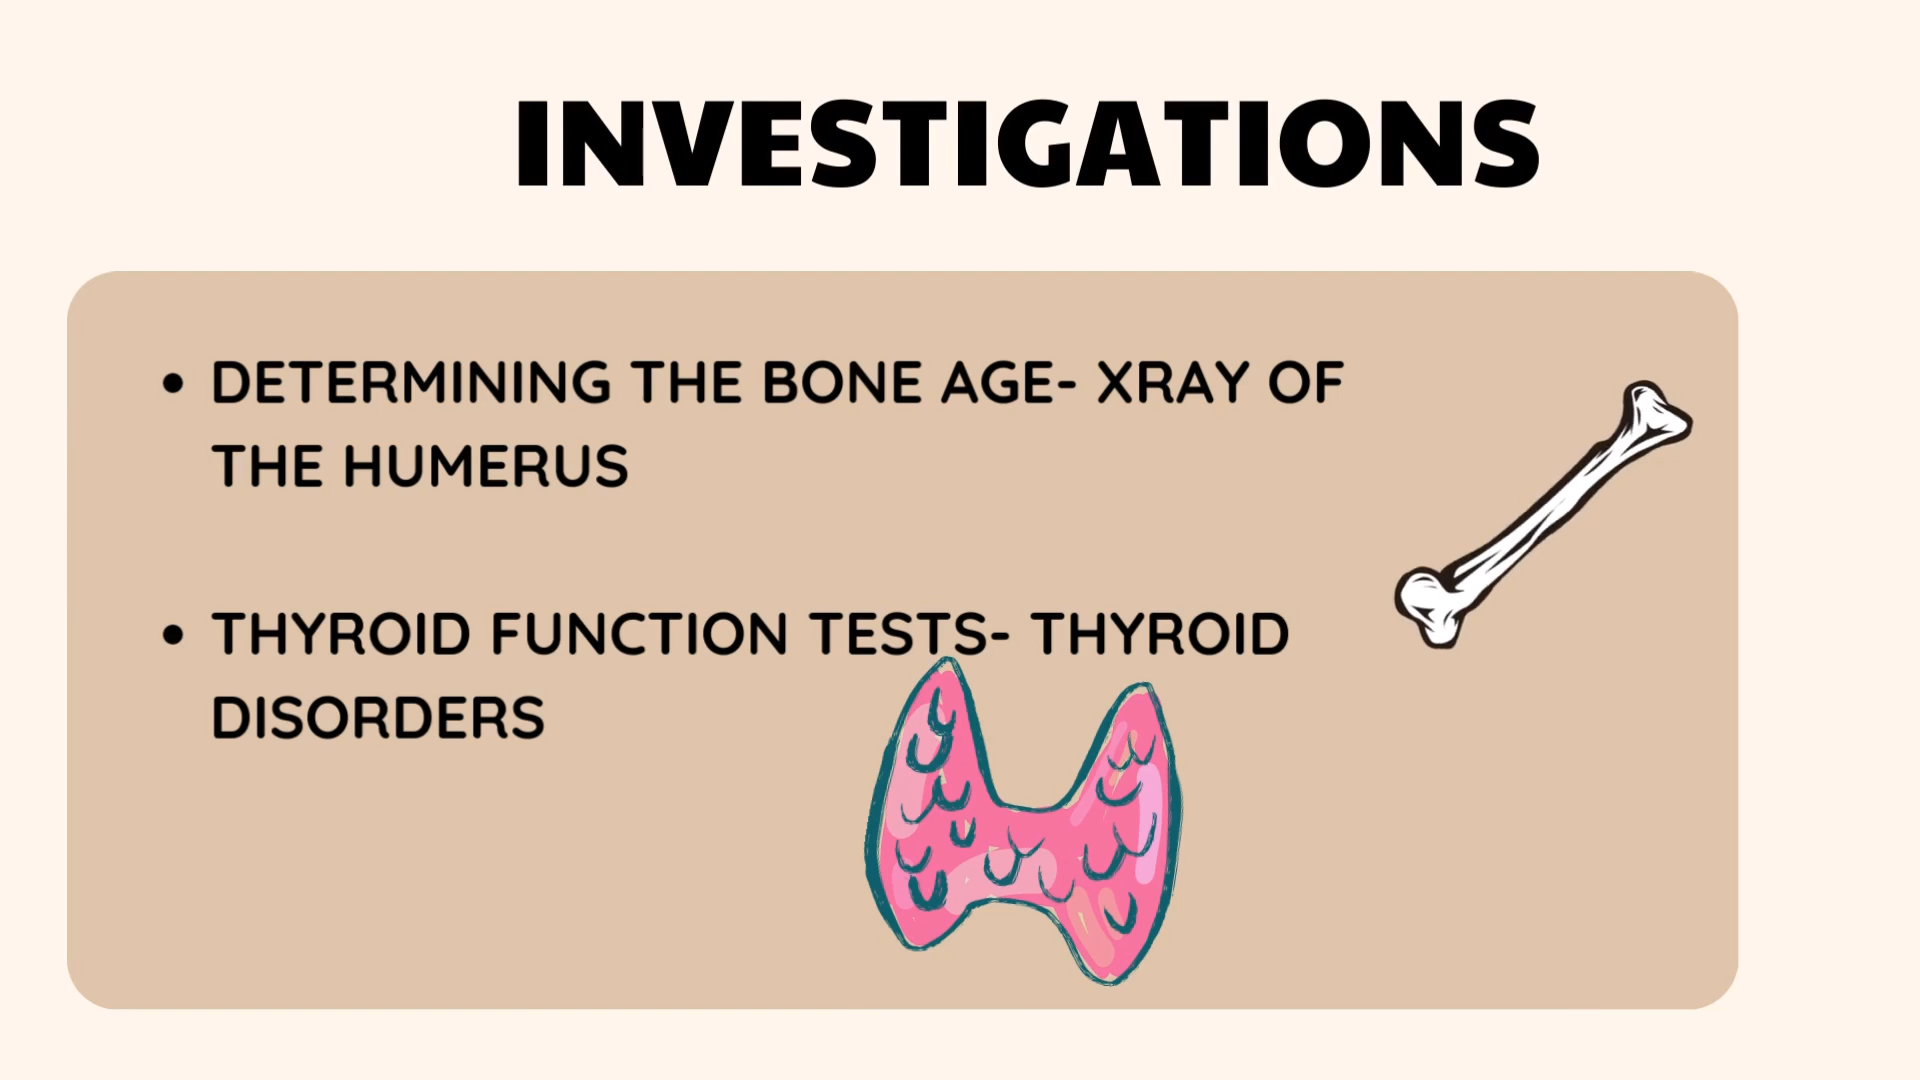 INVESTIGATIONS
• DETERMINING THE BONE AGE- XRAY OF
THE HUMERUS
• THYROID FUNCTION TESTS- THYROID
DISORDERS